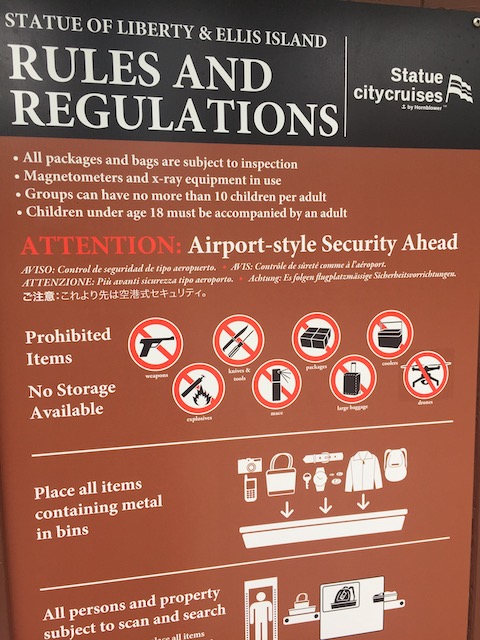 STATUE OF LIBERTY & ELLIS ISLAND
RULES AND
REGULATIONS
Statue
citycruises
by Hornblower
• All packages and bags are subject to inspection
• Magnetometers and x-ray equipment in use
• Groups can have no more than 10 children per adult
• Children under age 18 must be accompanied by an adult
ATTENTION: Airport-style Security Ahead
AVISO: Control de seguridad de tipo aeropuerto. • AVIS: Contrôle de sûreté comme à l'aéroport.
ATTENZIONE: Più avanti sicurezza tipo aeroporto. • Achtung: Es folgen flugplatzmässige Sicherheitsvorrichtungen.
ご注意:これより先は空港式セキュリティ。
Prohibited
Items
No Storage
Available
weapons
knives &
tools
packages
coolers
explosives
mace
large baggage
drones
Place all items
containing metal
in bins
All persons and property
subject to scan and search
place all items